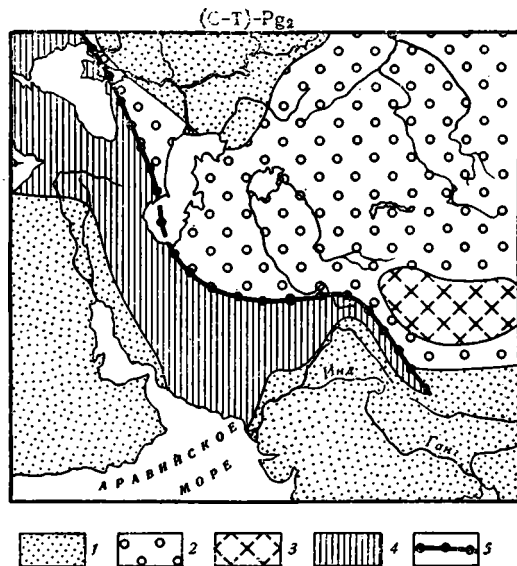 (С-Т)-Pg₂
Инд
Ганг
АРАВИЙСКОЕ
МОРЕ
1 2 3 4 5